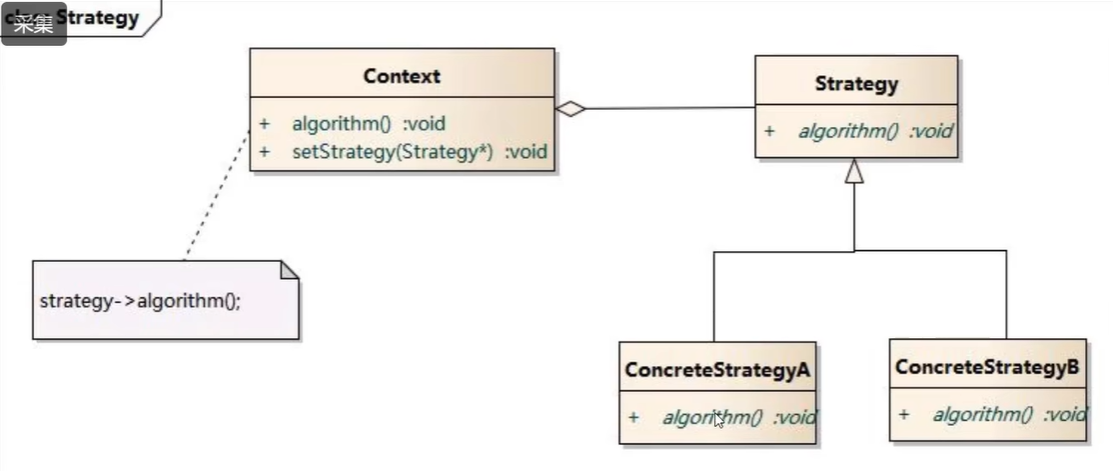 采集
Strategy
Context
+ algorithm() :void
+ setStrategy(Strategy*) :void
Strategy
+ algorithm() :void
strategy->algorithm();
ConcreteStrategyA
+ algorithm() :void
ConcreteStrategyB
+ algorithm() :void